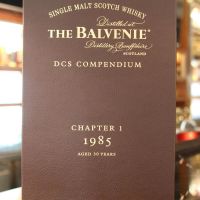 SINGLE MALT SCOTCH WHISKY
Distilled at
THE BALVENIE®
Distillery, Banffshire
SCOTLAND
DCS COMPENDIUM
CHAPTER 1
1985
AGED 30 YEARS